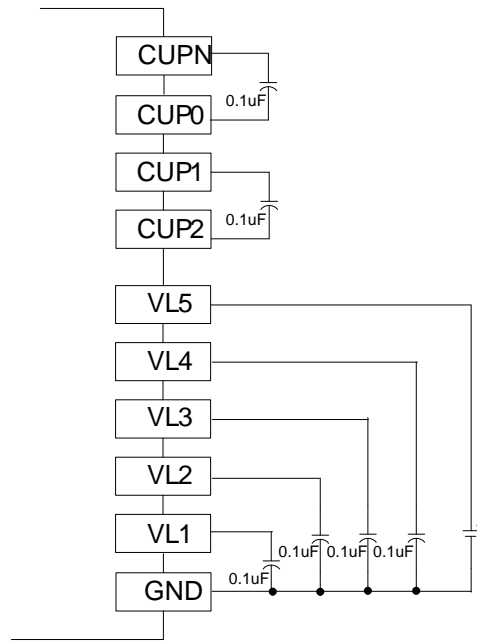 CUPN
0.1uF
CUP0
CUP1
0.1uF
CUP2
VL5
VL4
VL3
VL2
VL1
0.1uF 0.1uF 0.1uF
0.1uF
GND